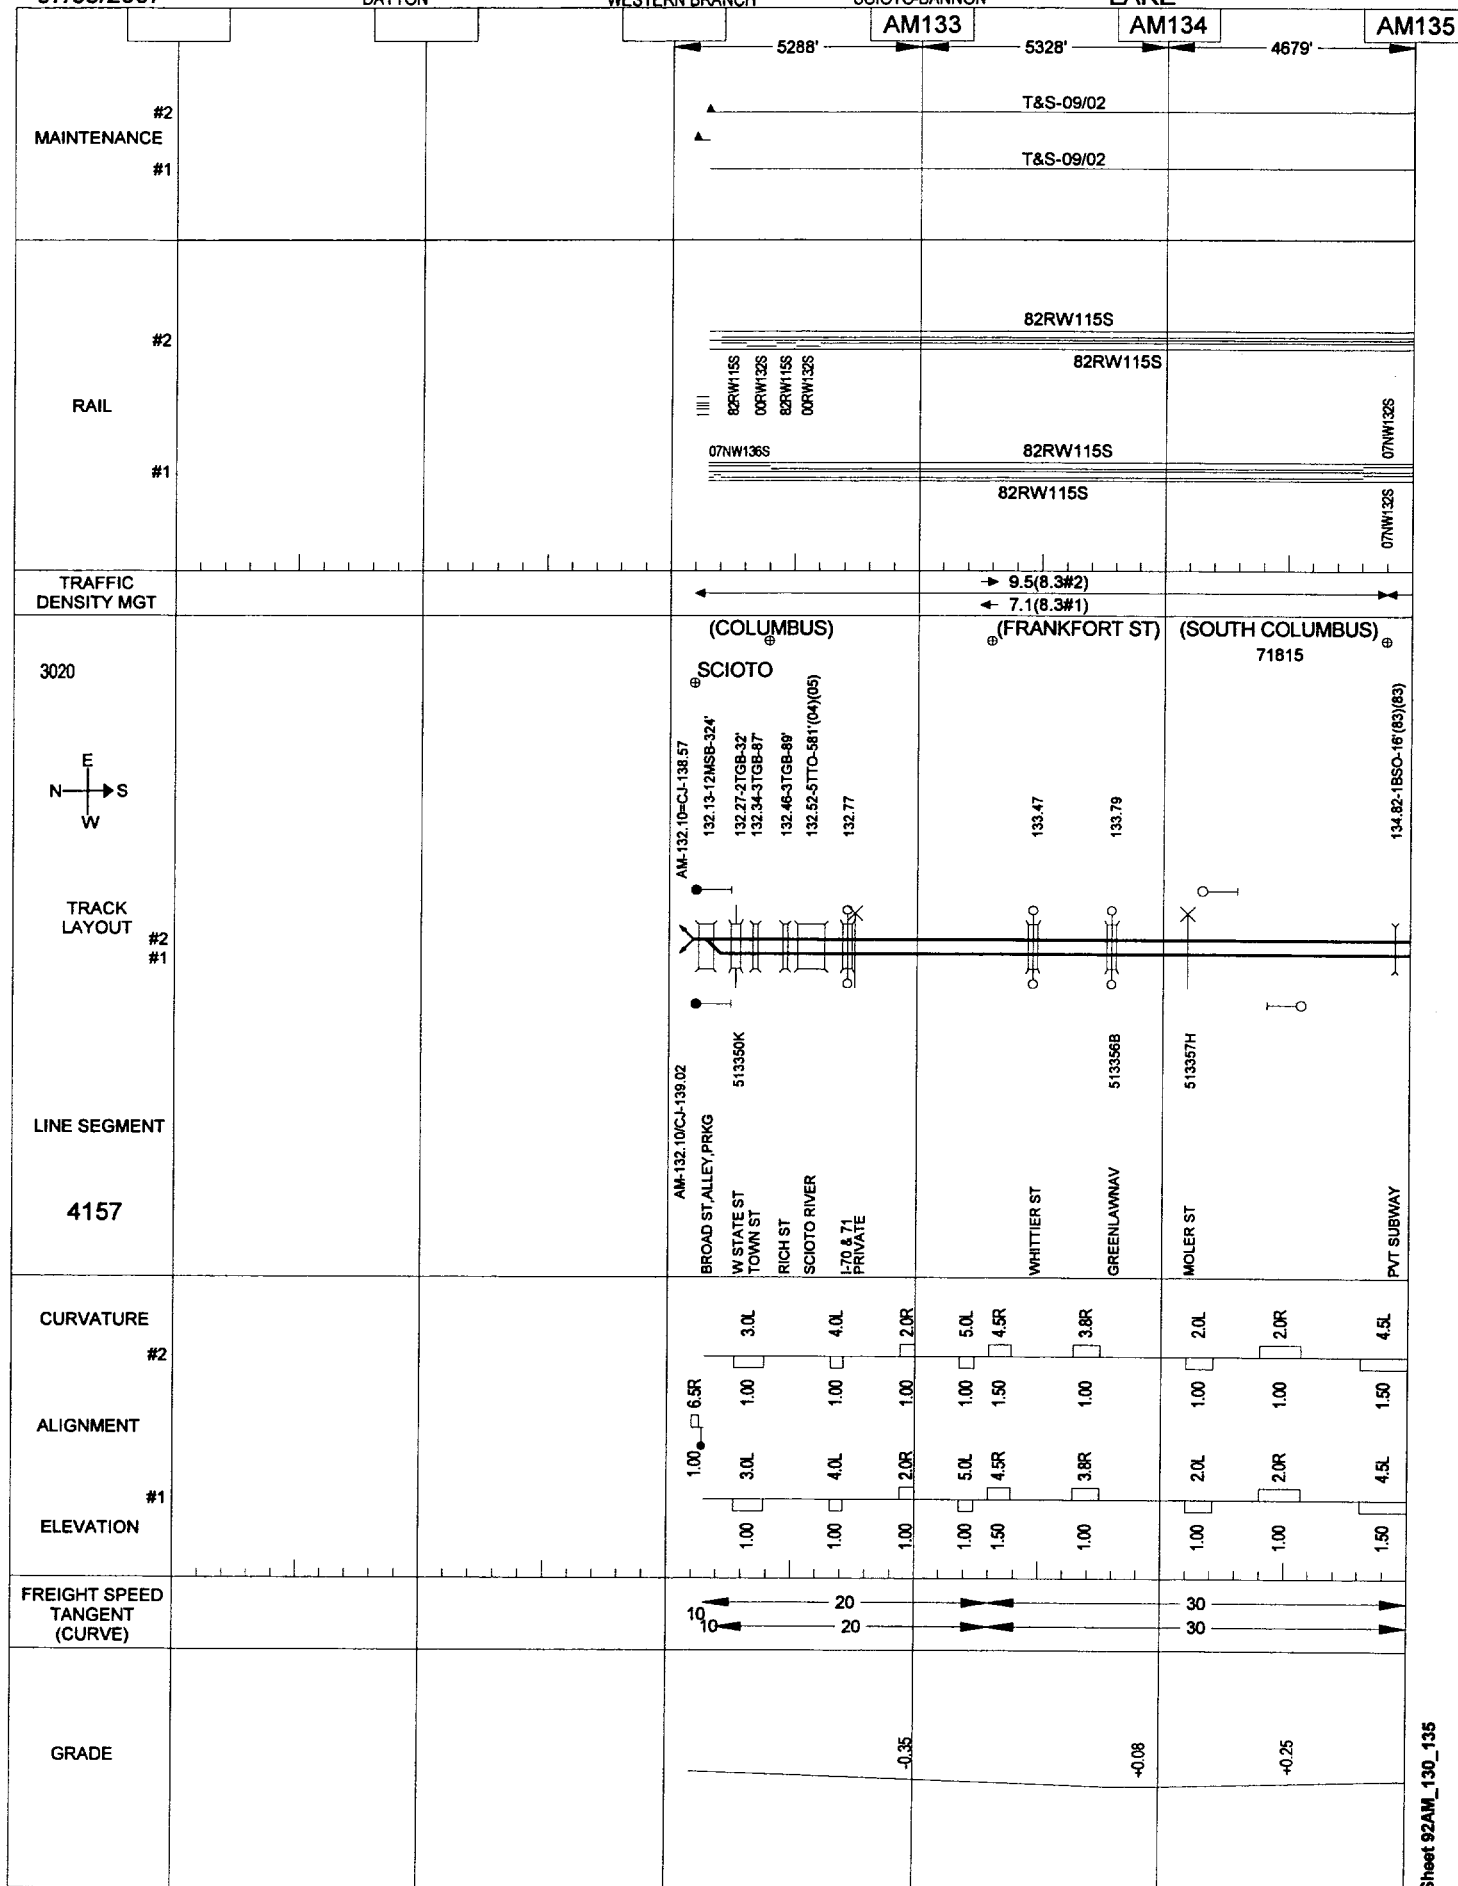 DAYTON WESTERN BRANCH SCIOTO-BANNON LAKE
AM133 AM134 AM135
5288' 5328' 4679'
#2 T&S-09/02
MAINTENANCE
#1 T&S-09/02
#2 82RW115S
82RW115S
82RW115S 00RW132S 82RW115S 00RW132S
RAIL
07NW132S
#1 07NW136S 82RW115S
82RW115S
07NW132S
TRAFFIC
DENSITY MGT
9.5(8.3#2)
7.1(8.3#1)
(COLUMBUS) (FRANKFORT ST) (SOUTH COLUMBUS)
71815
3020
SCIOTO
E
N S
W
AM-132.10=CJ-138.57
132.13-12MSB-324'
132.27-2TGB-32'
132.34-3TGB-87'
132.46-3TGB-89'
132.52-5TTO-581'(04)(05)
132.77
133.47
133.79
134.82-1BSO-16'(83)(83)
TRACK
LAYOUT
#2
#1
513350K
513356B
513357H
LINE SEGMENT
4157
AM-132.10/CJ-139.02
BROAD ST,ALLEY,PRKG
W STATE ST
TOWN ST
RICH ST
SCIOTO RIVER
I-70 & 71
PRIVATE
WHITTIER ST
GREENLAWNAV
MOLER ST
PVT SUBWAY
CURVATURE
#2
3.0L 4.0L 2.0R 5.0L 4.5R 3.8R 2.0L 2.0R 4.5L
1.00 1.00 1.00 1.00 1.50 1.00 1.00 1.00 1.50
6.5R
1.00
ALIGNMENT
#1
3.0L 4.0L 2.0R 5.0L 4.5R 3.8R 2.0L 2.0R 4.5L
ELEVATION
1.00 1.00 1.00 1.00 1.50 1.00 1.00 1.00 1.50
FREIGHT SPEED
TANGENT
(CURVE)
10 20 30
10 20 30
GRADE
-0.35 +0.08 +0.25
Sheet 92AM_130_135